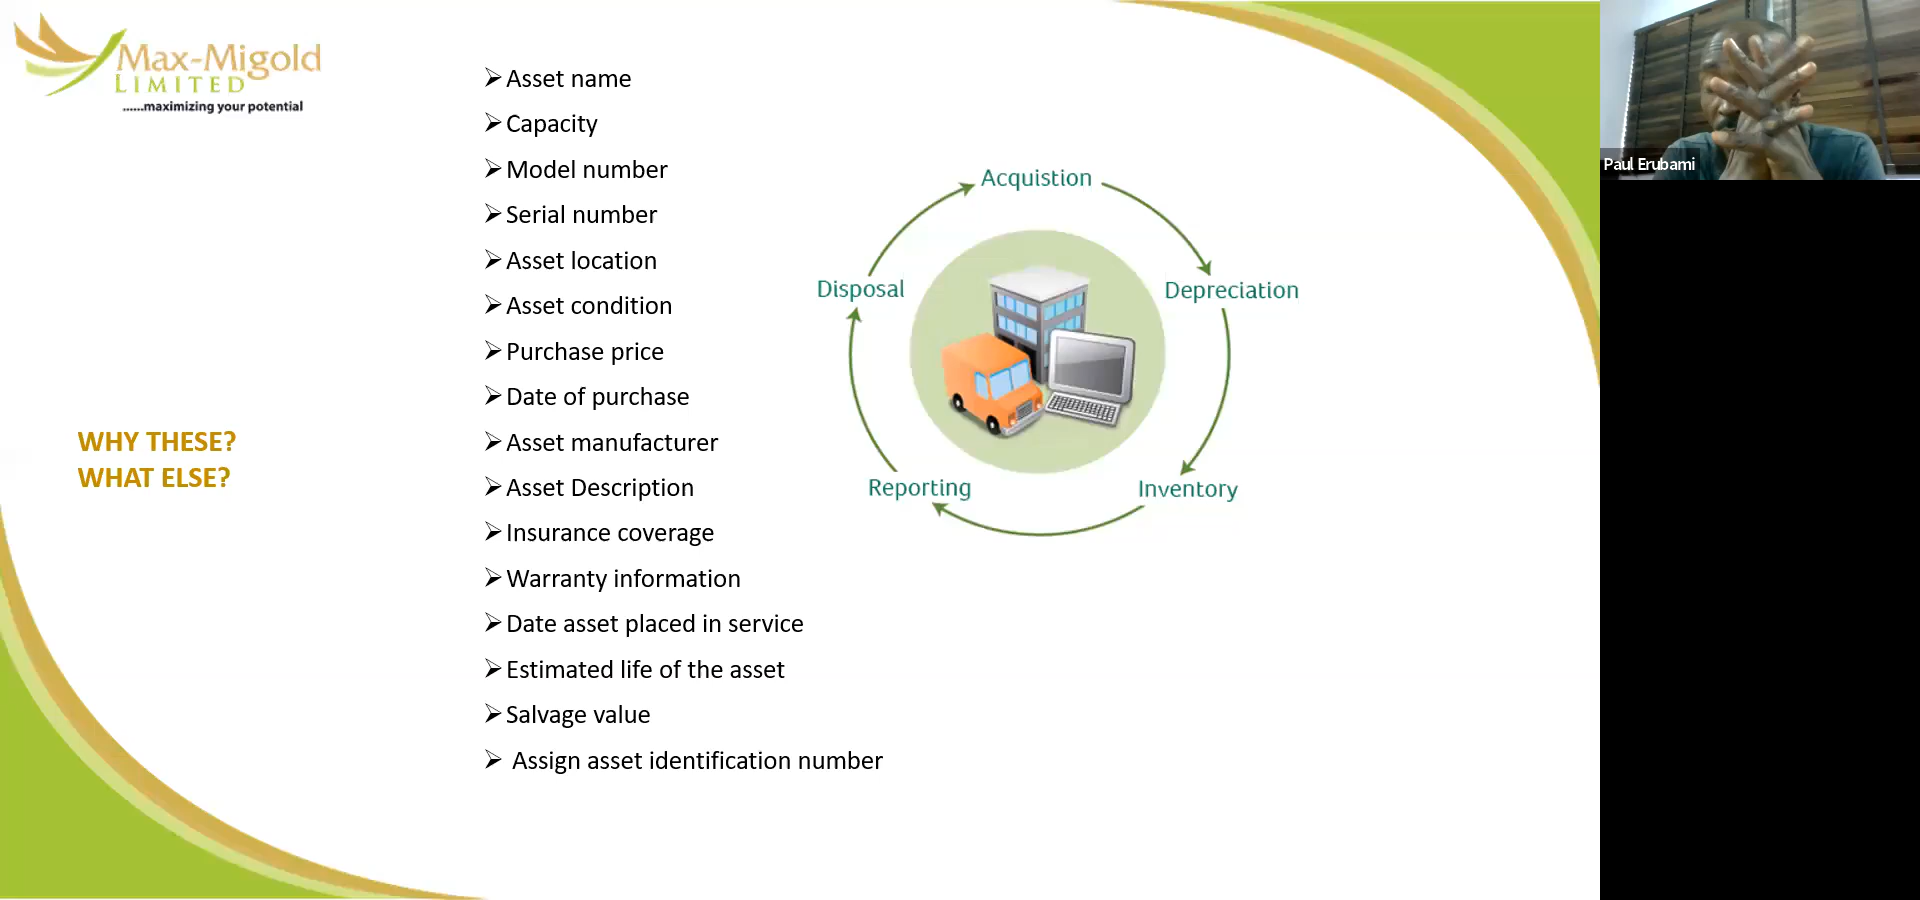 Max-Migold
LIMITED
......maximizing your potential
Asset name
Capacity
Model number
Serial number
Asset location
Asset condition
Purchase price
Date of purchase
Asset manufacturer
Asset Description
Insurance coverage
Warranty information
Date asset placed in service
Estimated life of the asset
Salvage value
Assign asset identification number
WHY THESE?
WHAT ELSE?
Acquistion
Depreciation
Inventory
Reporting
Disposal
Paul Erubami